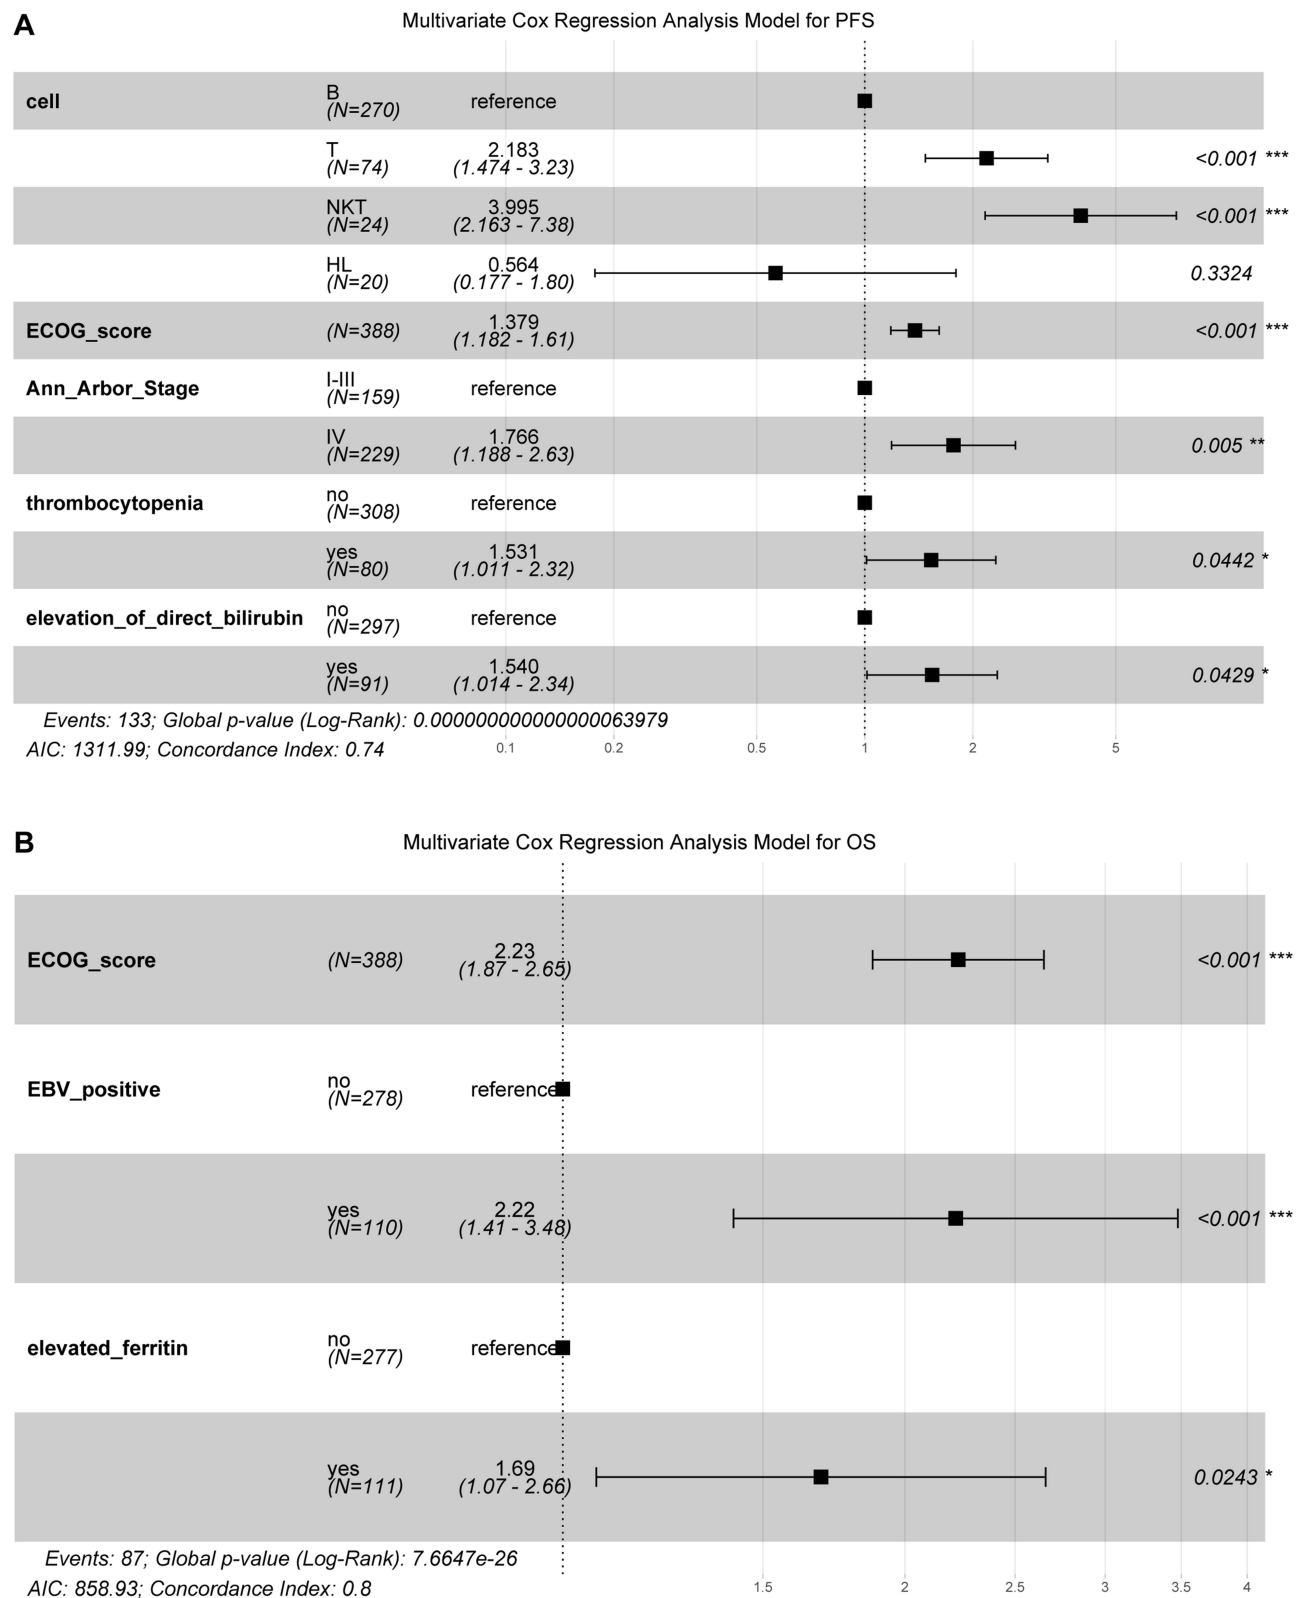 A
Multivariate Cox Regression Analysis Model for PFS
cell
B
(N=270)
reference
T
(N=74)
2.183
(1.474 - 3.23)
<0.001 ***
NKT
(N=24)
3.995
(2.163 - 7.38)
<0.001 ***
HL
(N=20)
0.564
(0.177 - 1.80)
0.3324
ECOG_score
(N=388)
1.379
(1.182 - 1.61)
<0.001 ***
Ann_Arbor_Stage
I-III
(N=159)
reference
IV
(N=229)
1.766
(1.188 - 2.63)
0.005 **
thrombocytopenia
no
(N=308)
reference
yes
(N=80)
1.531
(1.011 - 2.32)
0.0442 *
elevation_of_direct_bilirubin
no
(N=297)
reference
yes
(N=91)
1.540
(1.014 - 2.34)
0.0429 *
Events: 133; Global p-value (Log-Rank): 0.000000000000000063979
AIC: 1311.99; Concordance Index: 0.74
0.1 0.2 0.5 1 2 5
B
Multivariate Cox Regression Analysis Model for OS
ECOG_score
(N=388)
2.23
(1.87 - 2.65)
<0.001 ***
EBV_positive
no
(N=278)
reference
yes
(N=110)
2.22
(1.41 - 3.48)
<0.001 ***
elevated_ferritin
no
(N=277)
reference
yes
(N=111)
1.69
(1.07 - 2.66)
0.0243 *
Events: 87; Global p-value (Log-Rank): 7.6647e-26
AIC: 858.93; Concordance Index: 0.8
1.5 2 2.5 3 3.5 4